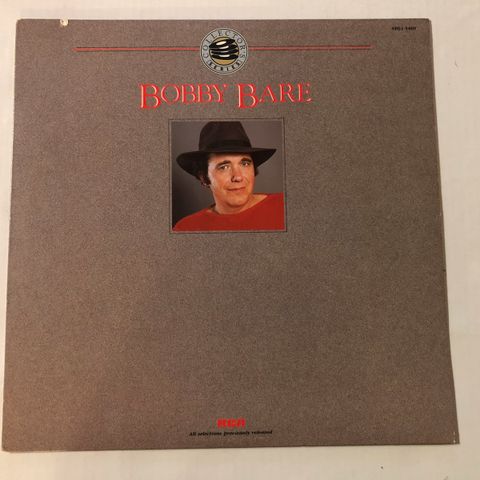 COLLECTOR'S
SERIES
BOBBY BARE
RCA
All selections previously released